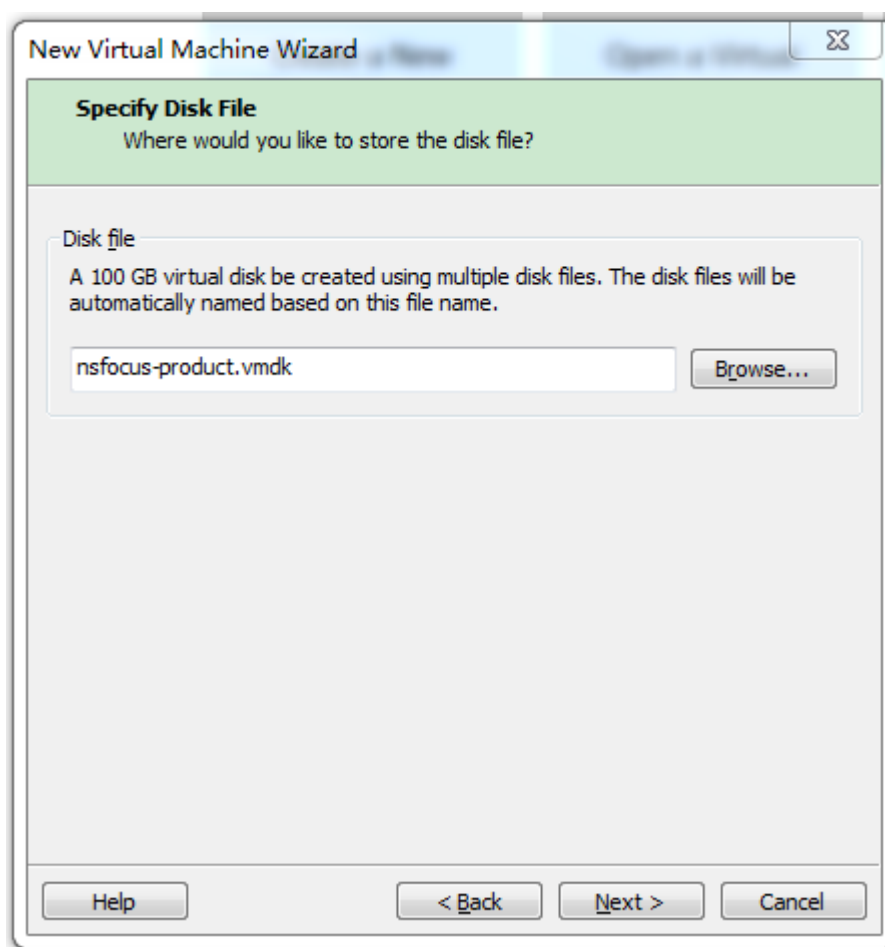 New Virtual Machine Wizard
Specify Disk File
Where would you like to store the disk file?
Disk file
A 100 GB virtual disk be created using multiple disk files. The disk files will be
automatically named based on this file name.
nsfocus-product.vmdk
Browse...
Help
< Back
Next >
Cancel